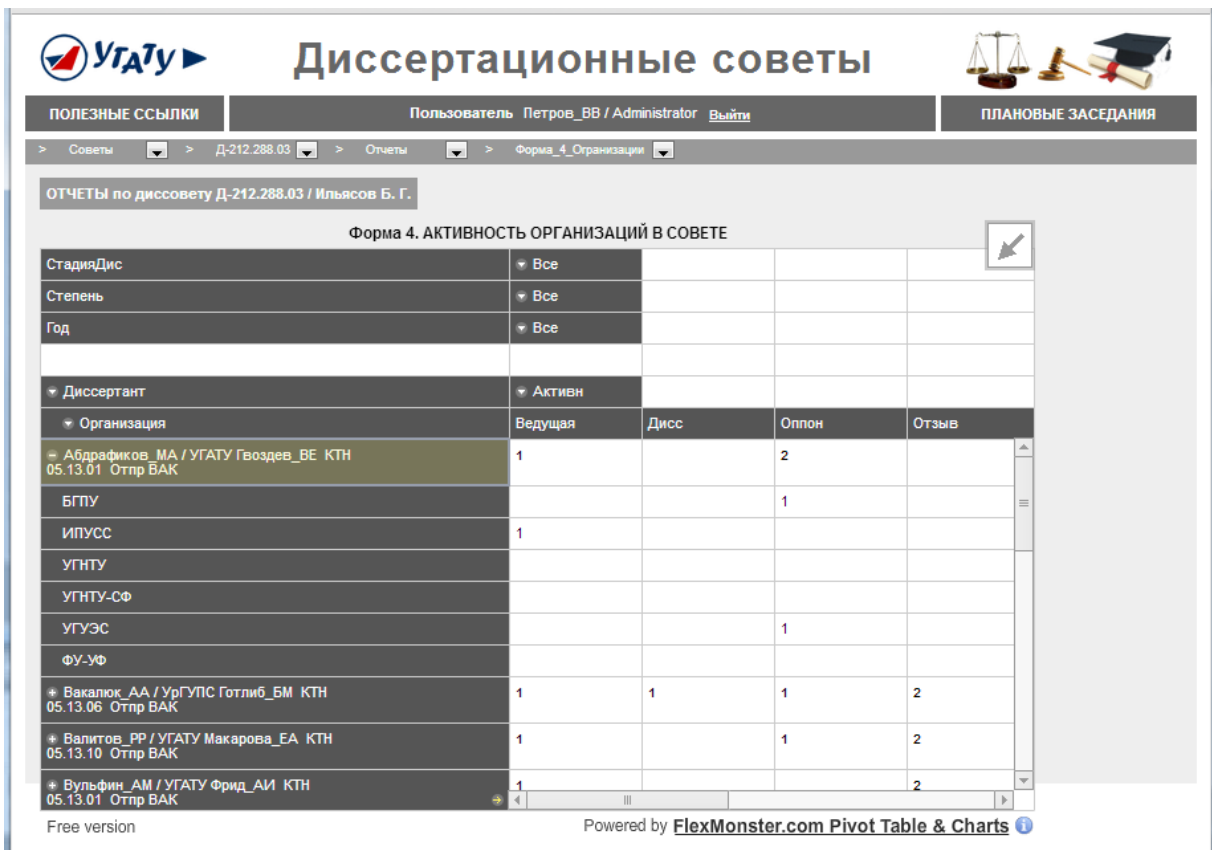 УГАТУ
Диссертационные советы
ПОЛЕЗНЫЕ ССЫЛКИ
Пользователь Петров_ВВ / Administrator Выйти
ПЛАНОВЫЕ ЗАСЕДАНИЯ
> Советы > Д-212.288.03 > Отчеты > Форма_4_Огранизации
ОТЧЕТЫ по диссовету Д-212.288.03 / Ильясов Б. Г.
Форма 4. АКТИВНОСТЬ ОРГАНИЗАЦИЙ В СОВЕТЕ
СтадияДис Все
Степень Все
Год Все
Диссертант Активн
Организация Ведущая Дисс Оппон Отзыв
Абдрафиков_МА / УГАТУ Гвоздев_ВЕ КТН 1 2
05.13.01 Отпр ВАК
БГПУ 1
ИПУСС 1
УГНТУ
УГНТУ-СФ
УГУЭС 1
ФУ-УФ
Вакалюк_АА / УрГУПС Готлиб_БМ КТН 1 1 1 2
05.13.06 Отпр ВАК
Валитов_РР / УГАТУ Макарова_ЕА КТН 1 1 2
05.13.10 Отпр ВАК
Вульфин_АМ / УГАТУ Фрид_АИ КТН 1 2
05.13.01 Отпр ВАК
Free version
Powered by FlexMonster.com Pivot Table & Charts